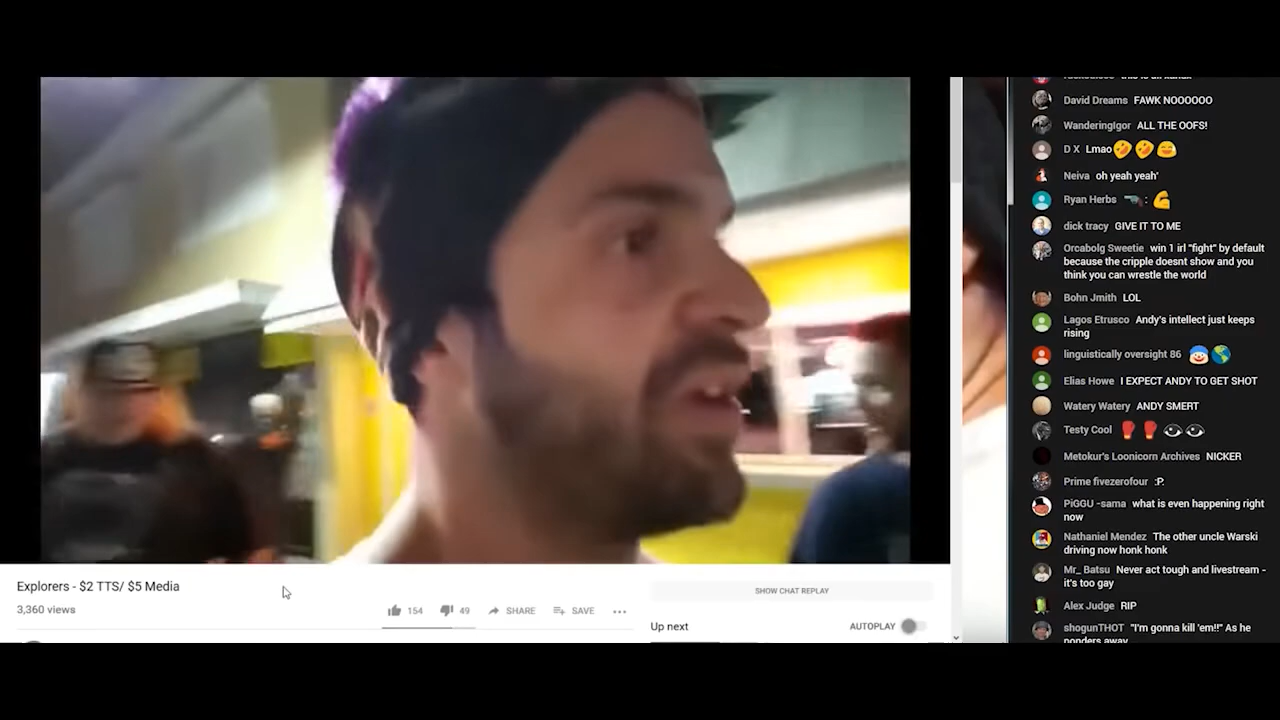 David Dreams FAWK NOOOOOO
WanderingIgor ALL THE OOFS!
D X Lmao🤣🤣😄
Neiva oh yeah yeah'
Ryan Herbs 🔫: 💪
dick tracy GIVE IT TO ME
Orcabolg Sweetie win 1 irl "fight" by default
because the cripple doesnt show and you
think you can wrestle the world
Bohn Jmith LOL
Lagos Etrusco Andy's intellect just keeps
rising
linguistically oversight 86 🤡🌎
Elias Howe I EXPECT ANDY TO GET SHOT
Watery Watery ANDY SMERT
Testy Cool 🥊🥊👁👁
Metokur's Loonicorn Archives NICKER
Prime fivezerofour :P.
PiGGU -sama what is even happening right
now
Nathaniel Mendez The other uncle Warski
driving now honk honk
Mr_ Batsu Never act tough and livestream -
it's too gay
Alex Judge RIP
shogunTHOT "I'm gonna kill 'em!!" As he
ponders away
Explorers - $2 TTS/ $5 Media
3,360 views
154
49
SHARE
SAVE
SHOW CHAT REPLAY
Up next
AUTOPLAY